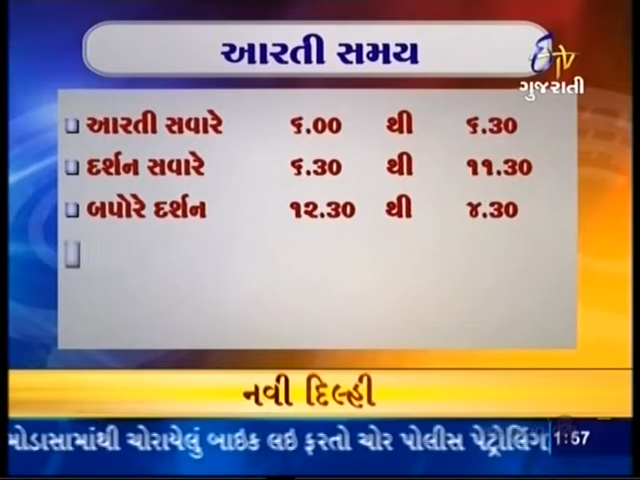 આરતી સમય
ETV
ગુજરાતી
આરતી સવારે ૬.૦૦ થી ૬.૩૦
દર્શન સવારે ૬.૩૦ થી ૧૧.૩૦
બપોરે દર્શન ૧૨.૩૦ થી ૪.૩૦
નવી દિલ્હી
મોડાસામાંથી ચોરાયેલું બાઇક લઇ ફરતો ચોર પોલીસ પેટ્રોલિંગ 1:57